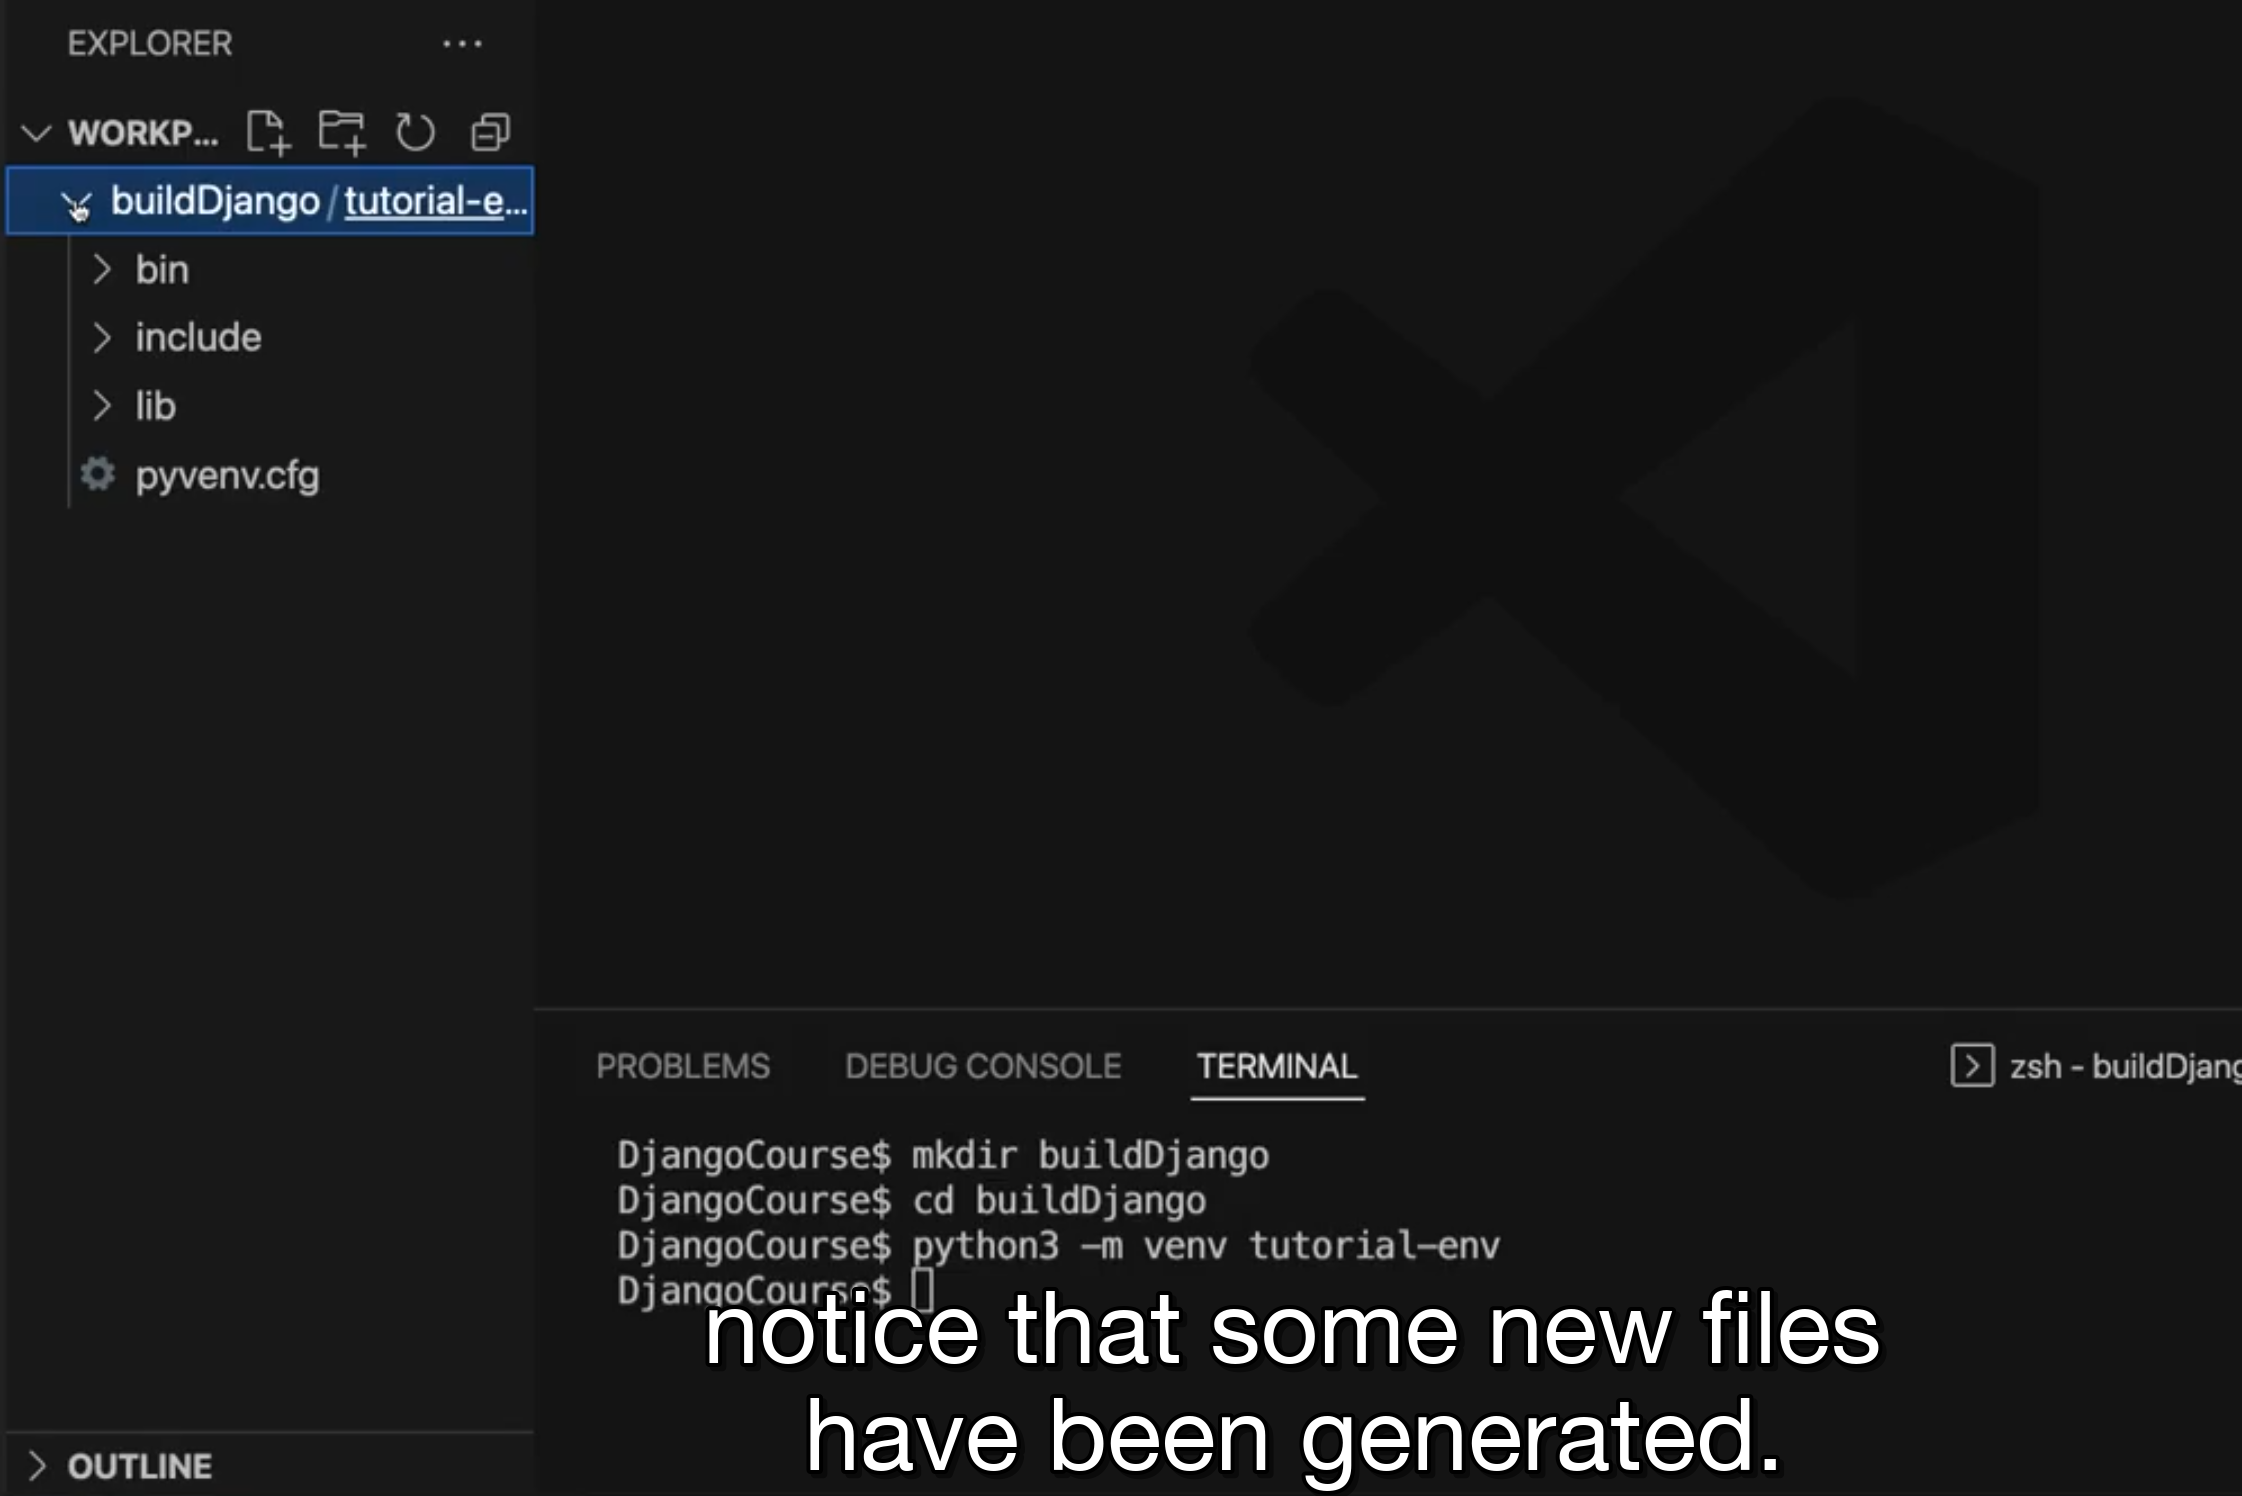 EXPLORER
WORKP...
buildDjango / tutorial-e...
bin
include
lib
pyvenv.cfg
OUTLINE
PROBLEMS DEBUG CONSOLE TERMINAL
zsh - buildDjang
DjangoCourse$ mkdir buildDjango
DjangoCourse$ cd buildDjango
DjangoCourse$ python3 -m venv tutorial-env
DjangoCourse$
notice that some new files
have been generated.